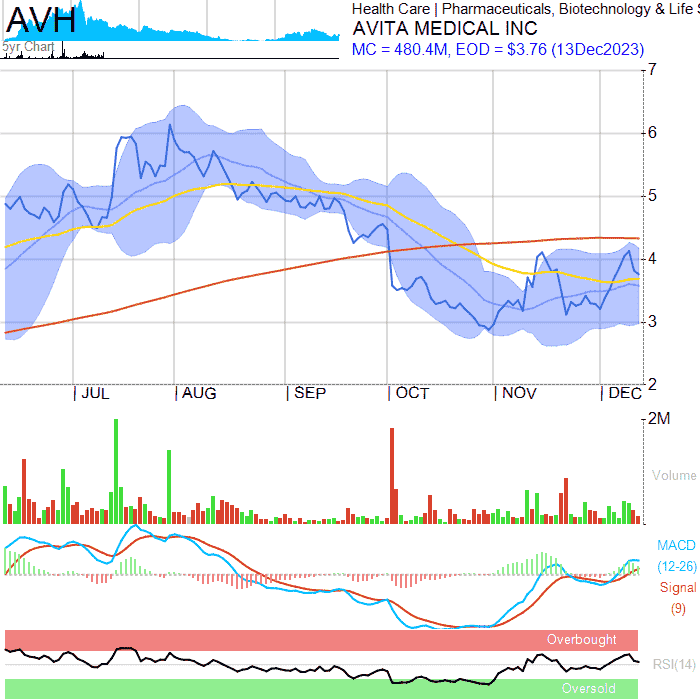 AVH
5yr Chart
Health Care | Pharmaceuticals, Biotechnology & Life S
AVITA MEDICAL INC
MC = 480.4M, EOD = $3.76 (13Dec2023)
7
6
5
4
3
2
| JUL | AUG | SEP | OCT | NOV | DEC
2M
Volume
MACD
(12-26)
Signal
(9)
Overbought
RSI(14)
Oversold